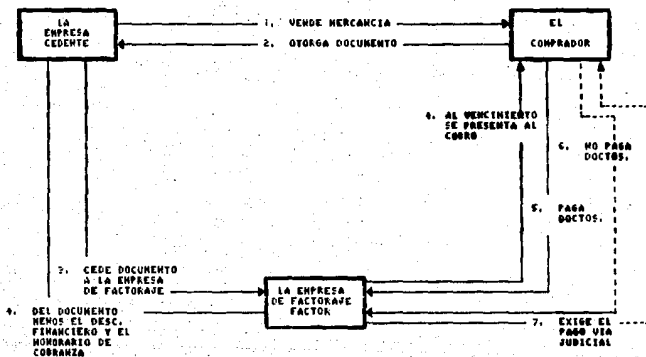 LA
EMPRESA
CEDENTE
1. VENDE MERCANCIA
2. OTORGA DOCUMENTO
EL
COMPRADOR
4. AL VENCIMIENTO
SE PRESENTA AL
COBRO
6. NO PAGA
DOCTOS.
5. PAGA
DOCTOS.
3. CEDE DOCUMENTO
A LA EMPRESA
DE FACTORAJE
LA EMPRESA
DE FACTORAJE
FACTOR
4. DEL DOCUMENTO
MENOS EL DESC.
FINANCIERO Y EL
HONORARIO DE
COBRANZA
7. EXIGE EL
PAGO VIA
JUDICIAL